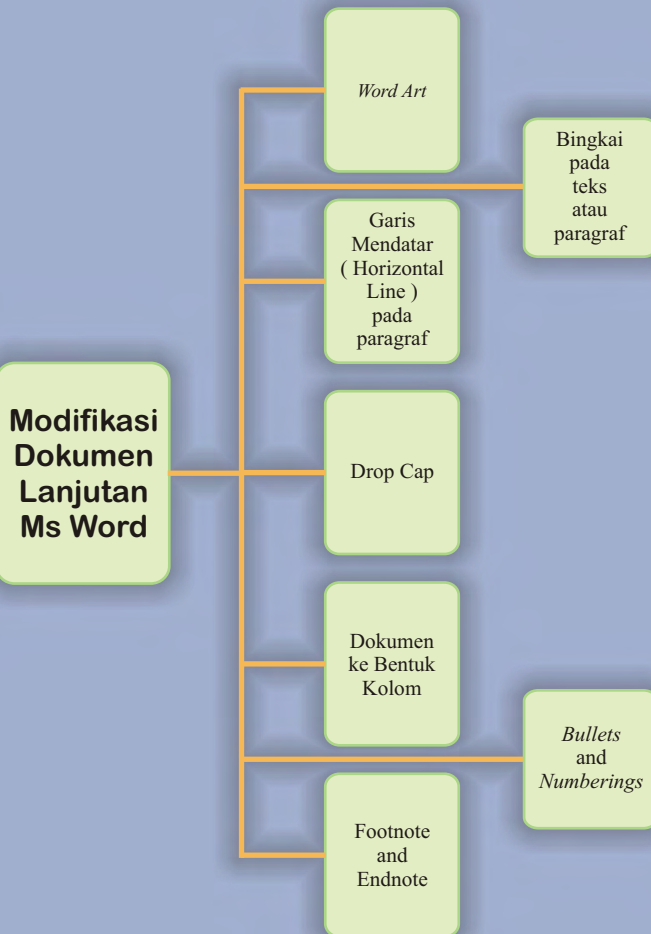 Word Art
Bingkai
pada
teks
atau
paragraf
Garis
Mendatar
( Horizontal
Line )
pada
paragraf
Modifikasi
Dokumen
Lanjutan
Ms Word
Drop Cap
Dokumen
ke Bentuk
Kolom
Bullets
and
Numberings
Footnote
and
Endnote